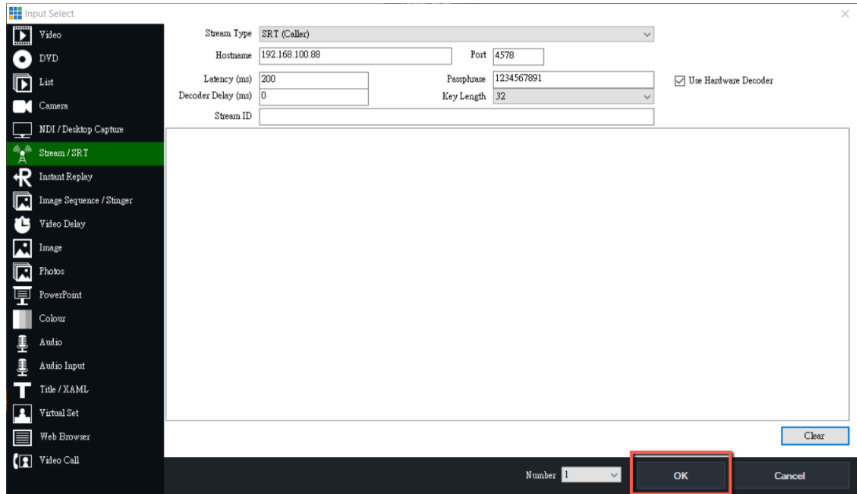 Input Select
Video
DVD
List
Camera
NDI / Desktop Capture
Stream / SRT
Instant Replay
Image Sequence / Stinger
Video Delay
Image
Photos
PowerPoint
Colour
Audio
Audio Input
Title / XAML
Virtual Set
Web Browser
Video Call
Stream Type SRT (Caller)
Hostname 192.168.100.88 Port 4578
Latency (ms) 200 Passphrase 1234567891 Use Hardware Decoder
Decoder Delay (ms) 0 Key Length 32
Stream ID
Clear
Number 1 OK Cancel